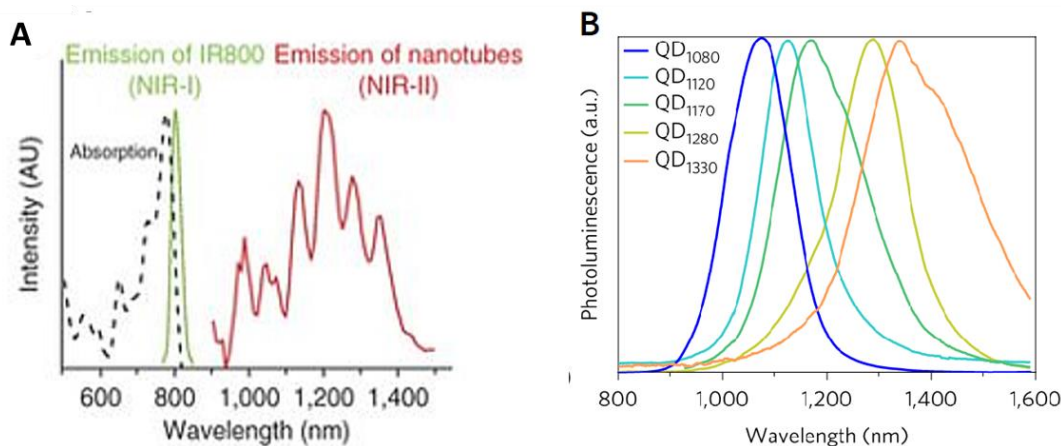 A
Emission of IR800 Emission of nanotubes
(NIR-I) (NIR-II)
Absorption
Intensity (AU)
600 800 1,000 1,200 1,400
Wavelength (nm)
B
QD1080
QD1120
QD1170
QD1280
QD1330
Photoluminescence (a.u.)
800 1,000 1,200 1,400 1,600
Wavelength (nm)